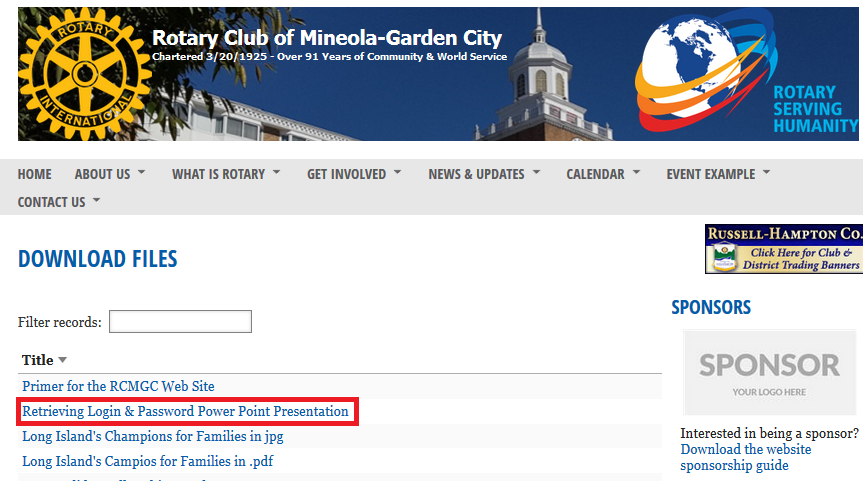 ROTARY
INTERNATIONAL
Rotary Club of Mineola-Garden City
Chartered 3/20/1925 - Over 91 Years of Community & World Service
ROTARY
SERVING
HUMANITY
HOME ABOUT US WHAT IS ROTARY GET INVOLVED NEWS & UPDATES CALENDAR EVENT EXAMPLE
CONTACT US
RUSSELL-HAMPTON CO.
Click Here for Club &
District Trading Banners
DOWNLOAD FILES
Filter records:
Title
Primer for the RCMGC Web Site
Retrieving Login & Password Power Point Presentation
Long Island's Champions for Families in jpg
Long Island's Campios for Families in .pdf
SPONSORS
SPONSOR
YOUR LOGO HERE
Interested in being a sponsor?
Download the website
sponsorship guide